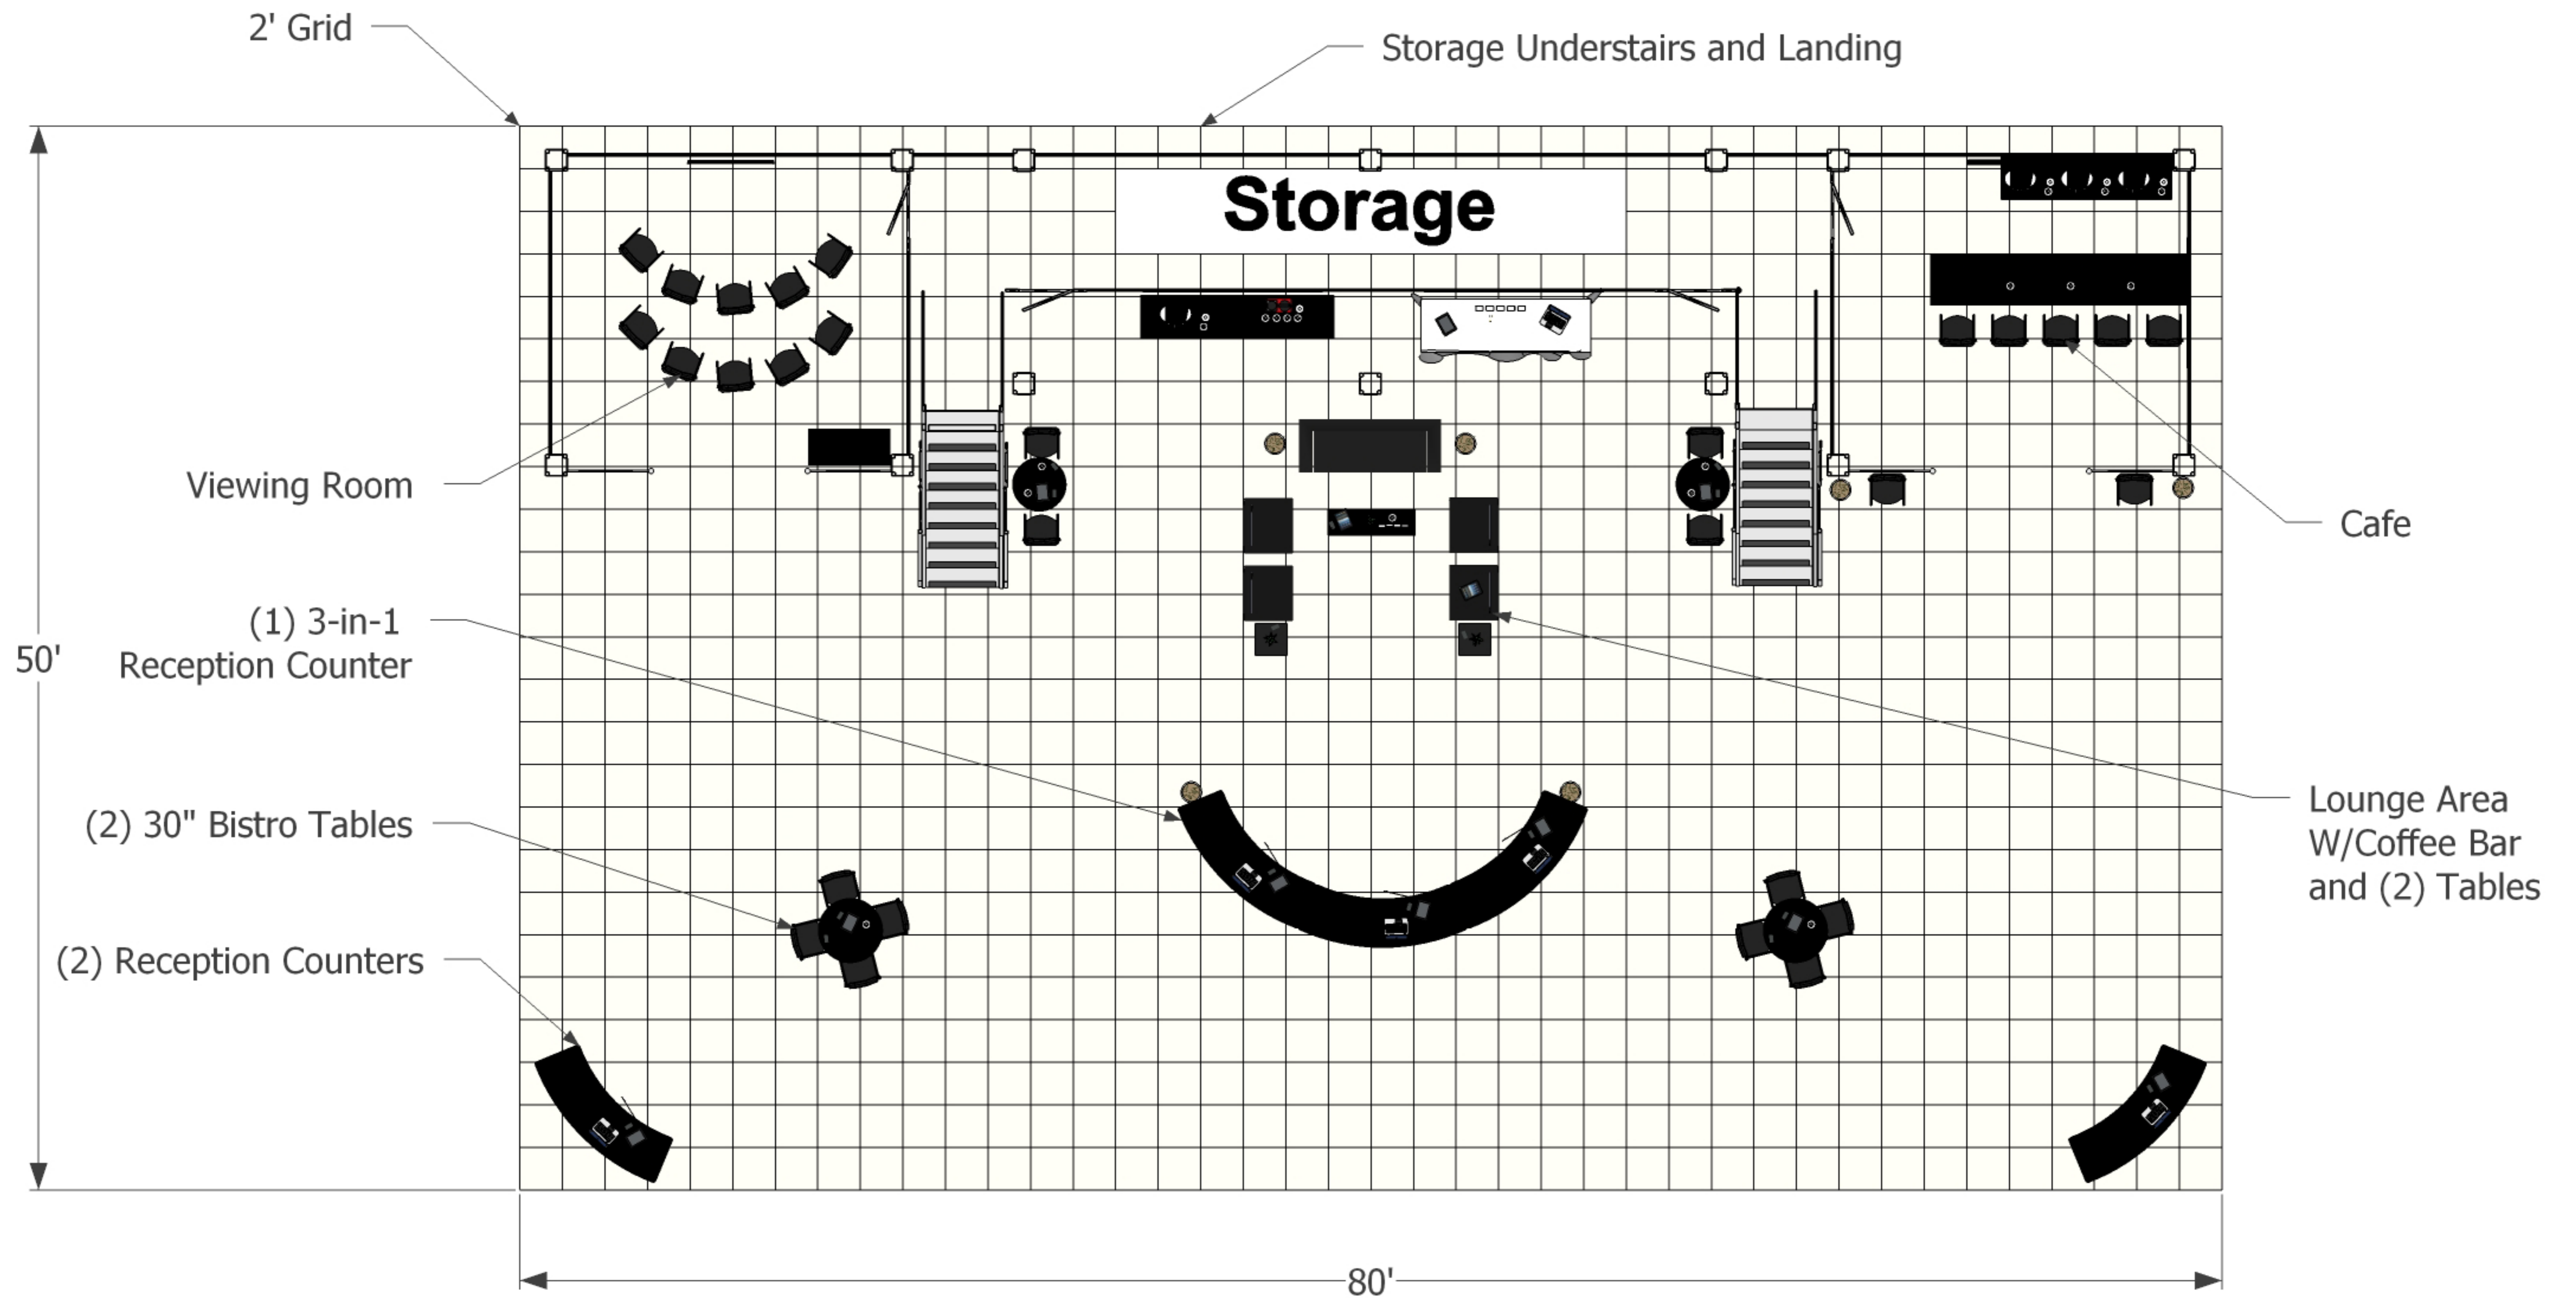 2' Grid
Storage Understairs and Landing
Storage
Viewing Room
Cafe
(1) 3-in-1
Reception Counter
50'
(2) 30" Bistro Tables
Lounge Area
W/Coffee Bar
and (2) Tables
(2) Reception Counters
80'